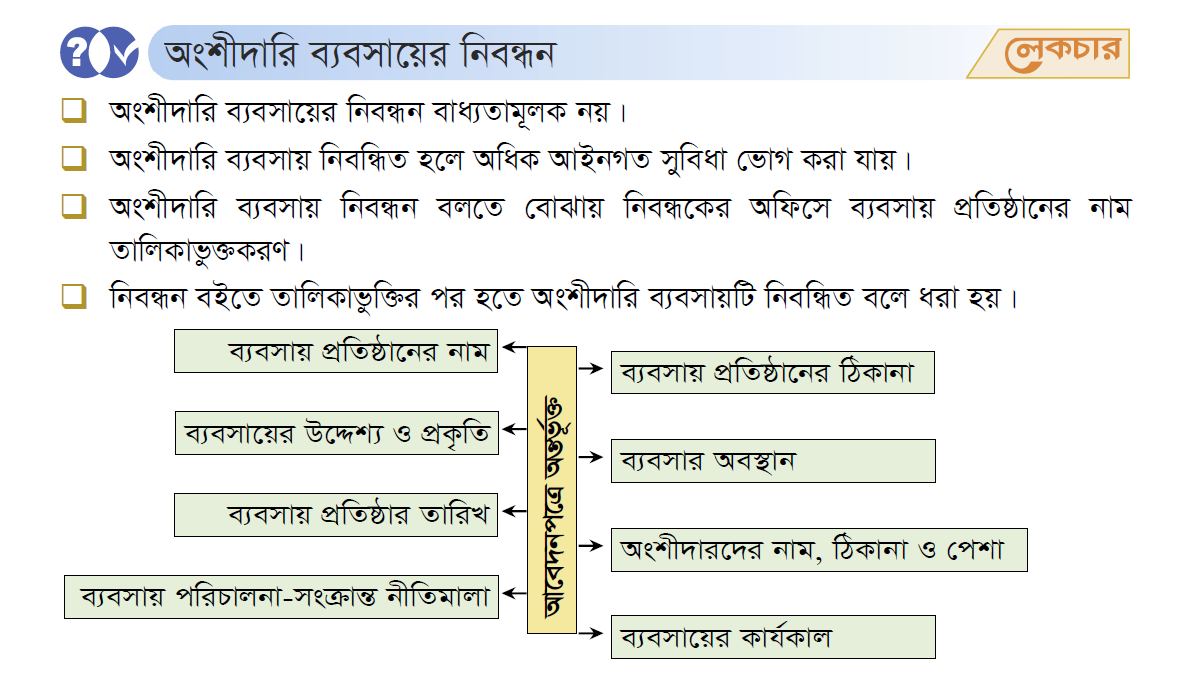 অংশীদারি ব্যবসায়ের নিবন্ধন
লেকচার
অংশীদারি ব্যবসায়ের নিবন্ধন বাধ্যতামূলক নয়।
অংশীদারি ব্যবসায় নিবন্ধিত হলে অধিক আইনগত সুবিধা ভোগ করা যায়।
অংশীদারি ব্যবসায় নিবন্ধন বলতে বোঝায় নিবন্ধকের অফিসে ব্যবসায় প্রতিষ্ঠানের নাম
তালিকাভুক্তকরণ।
নিবন্ধন বইতে তালিকাভুক্তির পর হতে অংশীদারি ব্যবসায়টি নিবন্ধিত বলে ধরা হয়।
আবেদনপত্রে অন্তর্ভূক্ত
ব্যবসায় প্রতিষ্ঠানের নাম
ব্যবসায়ের উদ্দেশ্য ও প্রকৃতি
ব্যবসায় প্রতিষ্ঠার তারিখ
ব্যবসায় পরিচালনা-সংক্রান্ত নীতিমালা
ব্যবসায় প্রতিষ্ঠানের ঠিকানা
ব্যবসার অবস্থান
অংশীদারদের নাম, ঠিকানা ও পেশা
ব্যবসায়ের কার্যকাল